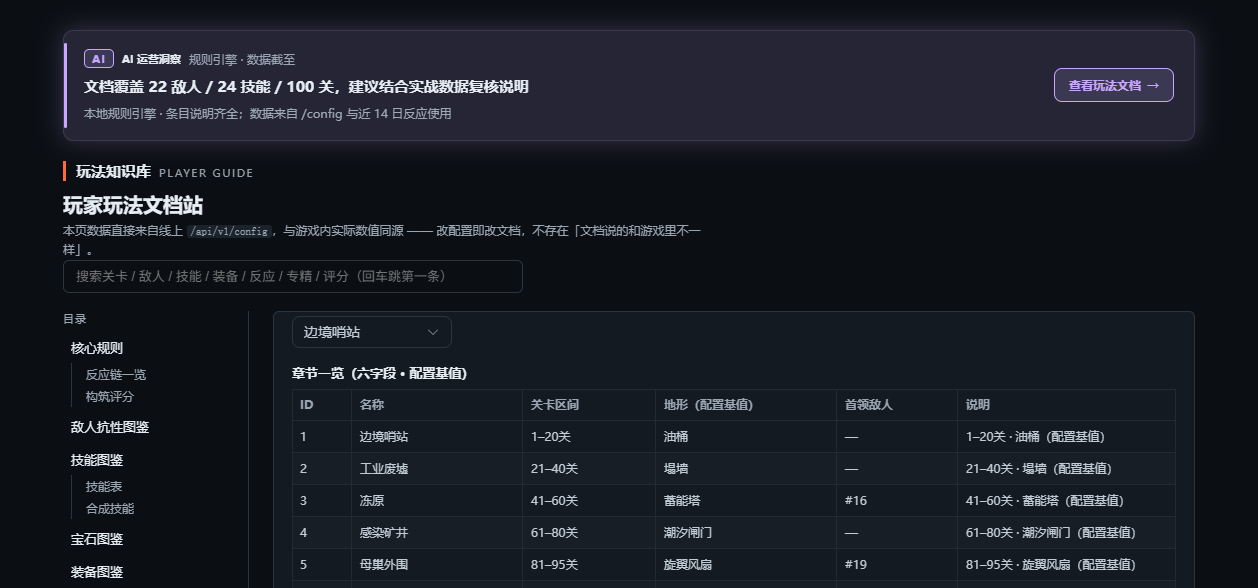 AI AI 运营洞察 规则引擎 · 数据截至
文档覆盖 22 敌人 / 24 技能 / 100 关，建议结合实战数据复核说明
本地规则引擎 · 条目说明齐全；数据来自 /config 与近 14 日反应使用
查看玩法文档 →
玩法知识库 PLAYER GUIDE
玩家玩法文档站
本页数据直接来自线上 /api/v1/config，与游戏内实际数值同源 —— 改配置即改文档，不存在「文档说的和游戏里不一
样」。
搜索关卡 / 敌人 / 技能 / 装备 / 反应 / 专精 / 评分（回车跳第一条）
目录
核心规则
反应链一览
构筑评分
敌人抗性图鉴
技能图鉴
技能表
合成技能
宝石图鉴
装备图鉴
边境哨站
章节一览（六字段 • 配置基值）
ID 名称 关卡区间 地形（配置基值） 首领敌人 说明
1 边境哨站 1–20关 油桶 — 1–20关 · 油桶（配置基值）
2 工业废墟 21–40关 塌墙 — 21–40关 · 塌墙（配置基值）
3 冻原 41–60关 蓄能塔 #16 41–60关 · 蓄能塔（配置基值）
4 感染矿井 61–80关 潮汐闸门 — 61–80关 · 潮汐闸门（配置基值）
5 母巢外围 81–95关 旋翼风扇 #19 81–95关 · 旋翼风扇（配置基值）